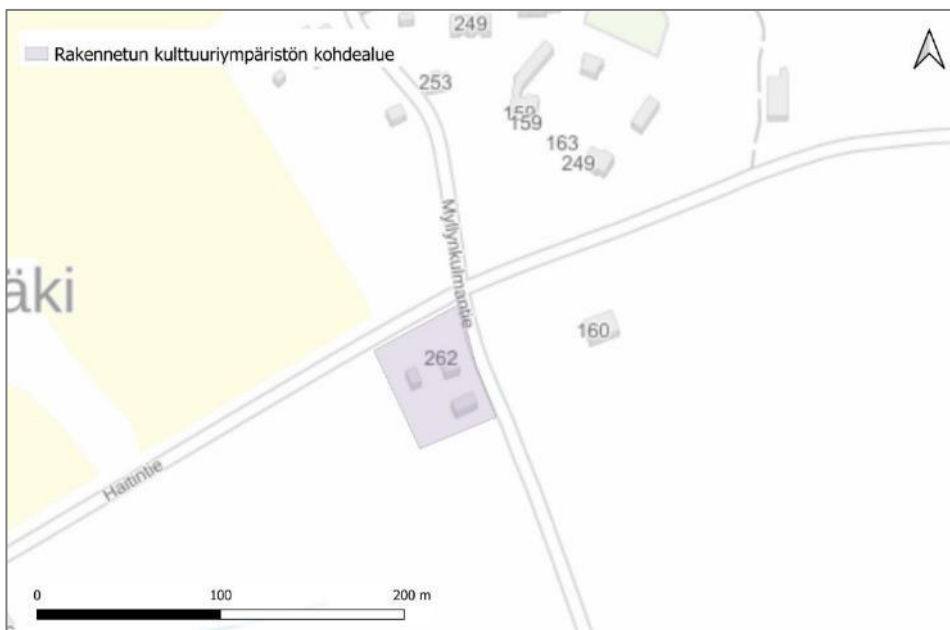 249
Rakennetun kulttuuriympäristön kohdealue
253
159
159
163
249
Myllynkulmantie
äki
160
262
Haitintie
0 100 200 m